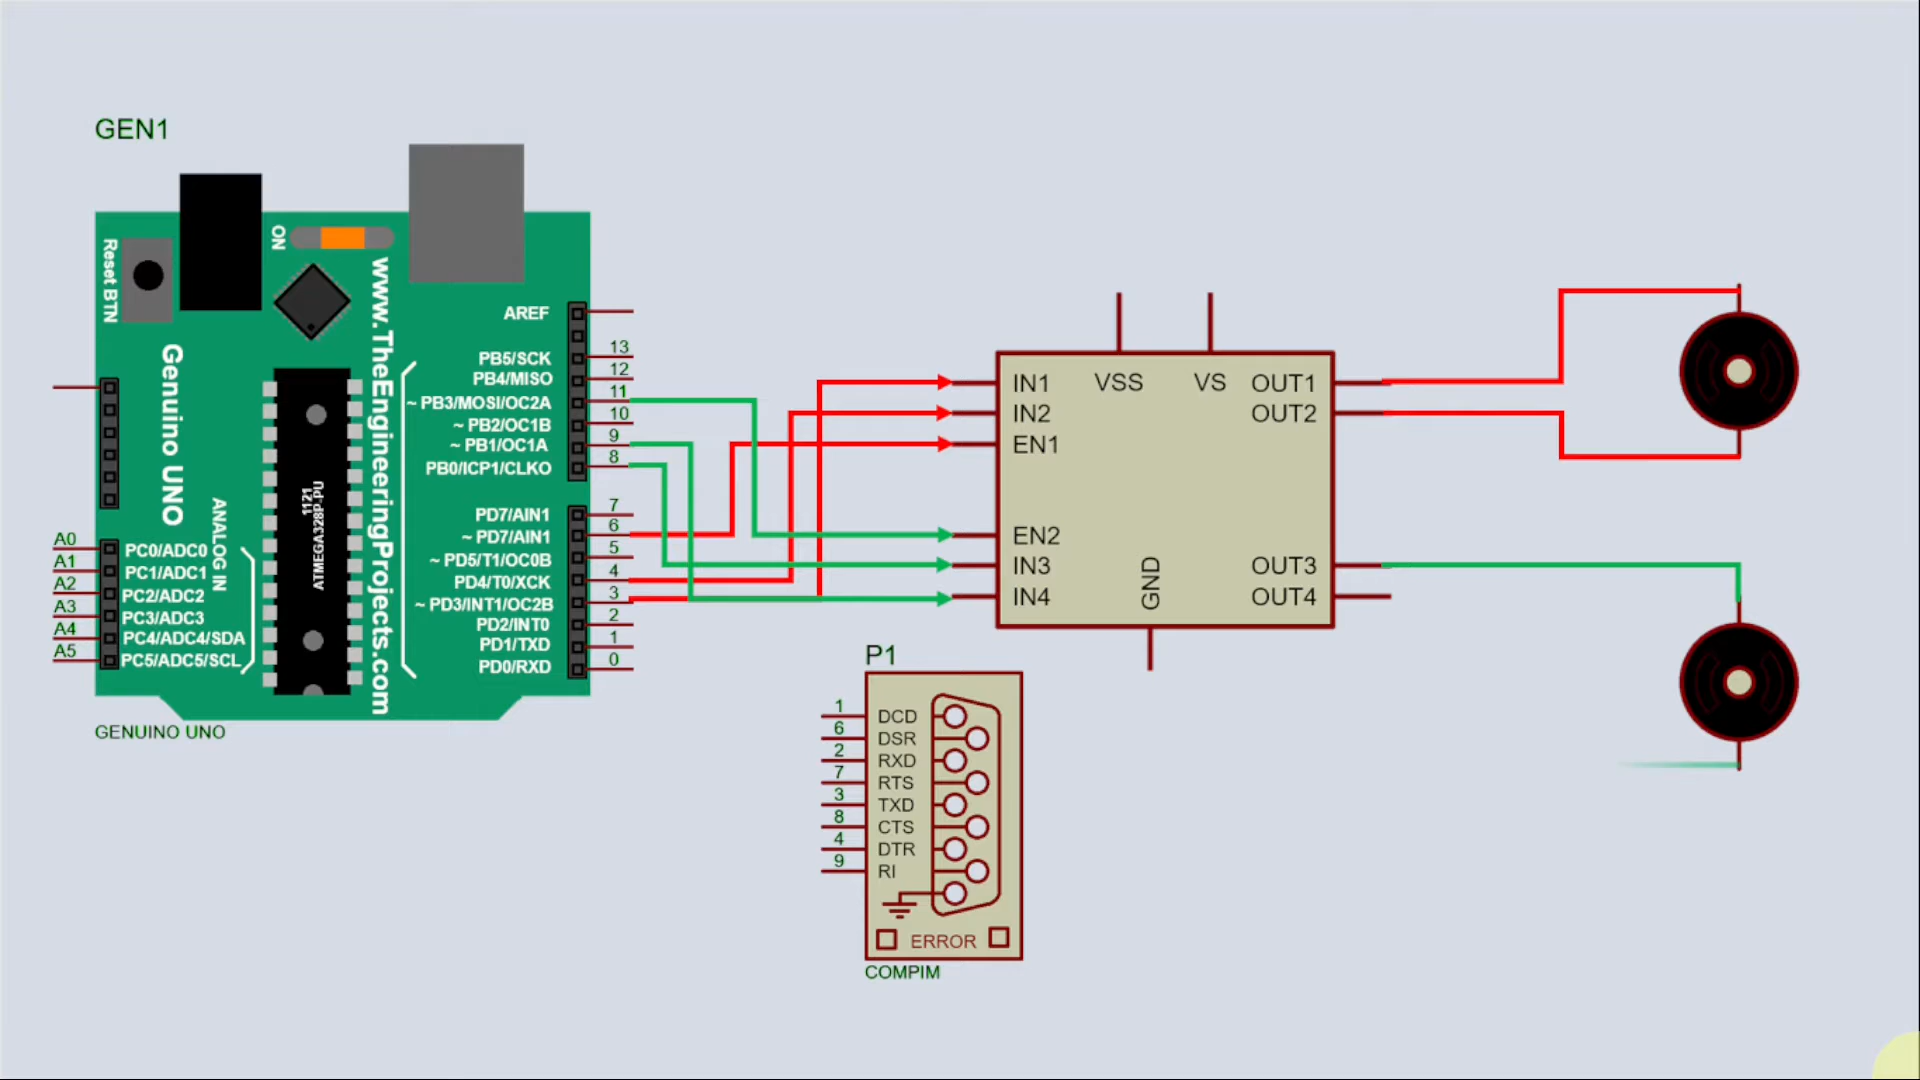 GEN1
Reset BTN
ON
www.TheEngineeringProjects.com
Genuino UNO
ANALOG IN
1121
ATMEGA328P-PU
AREF
PB5/SCK 13
PB4/MISO 12
~ PB3/MOSI/OC2A 11
~ PB2/OC1B 10
~ PB1/OC1A 9
PB0/ICP1/CLKO 8
PD7/AIN1 7
~ PD7/AIN1 6
~ PD5/T1/OC0B 5
PD4/T0/XCK 4
~ PD3/INT1/OC2B 3
PD2/INT0 2
PD1/TXD 1
PD0/RXD 0
A0 PC0/ADC0
A1 PC1/ADC1
A2 PC2/ADC2
A3 PC3/ADC3
A4 PC4/ADC4/SDA
A5 PC5/ADC5/SCL
GENUINO UNO
IN1 VSS VS OUT1
IN2 OUT2
EN1
EN2
IN3 GND OUT3
IN4 OUT4
P1
1 DCD
6 DSR
2 RXD
7 RTS
3 TXD
8 CTS
4 DTR
9 RI
ERROR
COMPIM